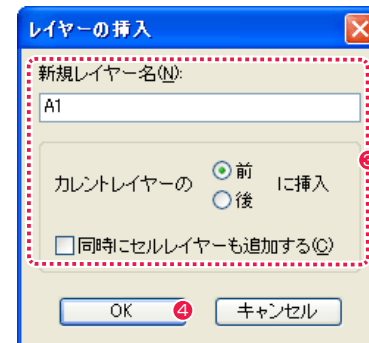 レイヤーの挿入
新規レイヤー名(N):
A1
カレントレイヤーの
前
後
に挿入
同時にセルレイヤーも追加する(C)
OK
4
キャンセル